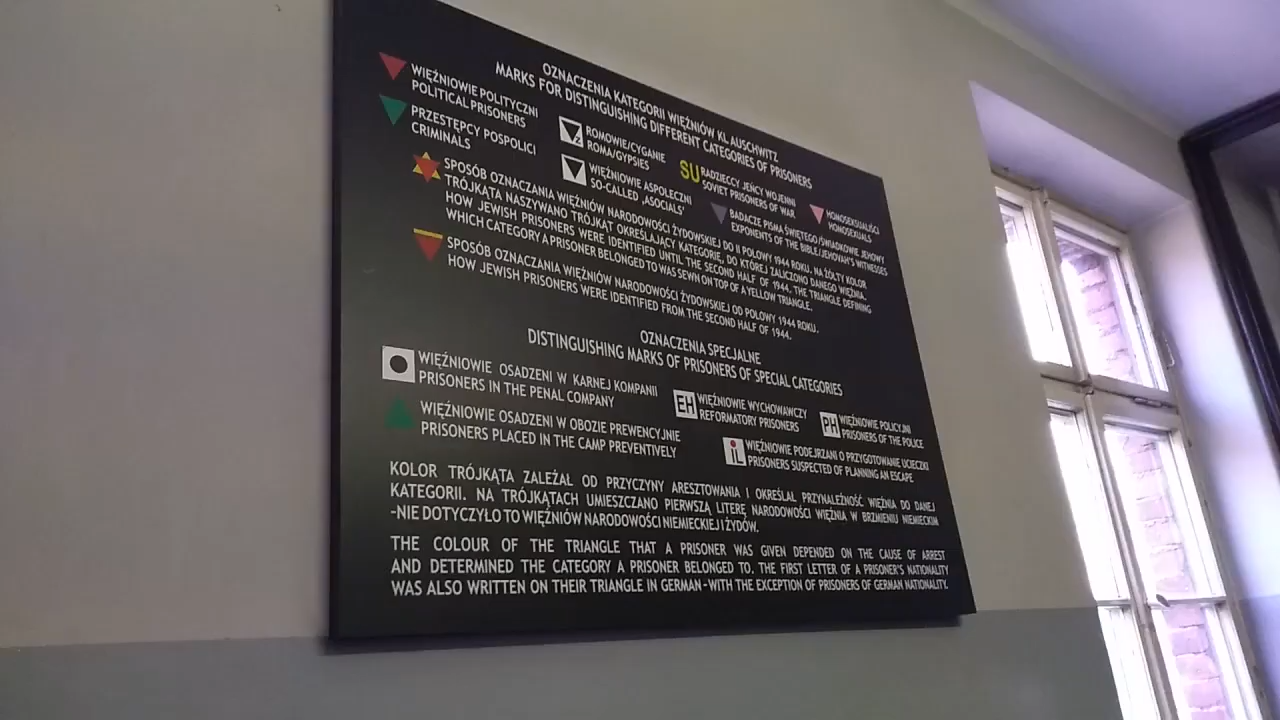 OZNACZENIA KATEGORII WIĘŹNIÓW KL AUSCHWITZ
MARKS FOR DISTINGUISHING DIFFERENT CATEGORIES OF PRISONERS
WIĘŹNIOWIE POLITYCZNI
POLITICAL PRISONERS
PRZESTĘPCY POSPOLICI
CRIMINALS
Z
ROMOWIE/CYGANIE
ROMA/GYPSIES
WIĘŹNIOWIE ASPOŁECZNI
SO-CALLED „ASOCIALS'
SU
RADZIECCY JEŃCY WOJENNI
SOVIET PRISONERS OF WAR
BADACZE PISMA ŚWIĘTEGO/ŚWIADKOWIE JEHOWY
EXPONENTS OF THE BIBLE/JEHOVAH'S WITNESSES
HOMOSEKSUALIŚCI
HOMOSEXUALS
SPOSÓB OZNACZANIA WIĘŹNIÓW NARODOWOŚCI ŻYDOWSKIEJ DO II POŁOWY 1944 ROKU. NA ŻÓŁTY KOLOR
TRÓJKĄTA NASZYWANO TRÓJKĄT OKREŚLAJĄCY KATEGORIĘ, DO KTÓREJ ZALICZONO DANEGO WIĘŹNIA.
HOW JEWISH PRISONERS WERE IDENTIFIED UNTIL THE SECOND HALF OF 1944. THE TRIANGLE DEFINING
WHICH CATEGORY A PRISONER BELONGED TO WAS SEWN ON TOP OF A YELLOW TRIANGLE.
SPOSÓB OZNACZANIA WIĘŹNIÓW NARODOWOŚCI ŻYDOWSKIEJ OD POŁOWY 1944 ROKU.
HOW JEWISH PRISONERS WERE IDENTIFIED FROM THE SECOND HALF OF 1944.
OZNACZENIA SPECJALNE
DISTINGUISHING MARKS OF PRISONERS OF SPECIAL CATEGORIES
WIĘŹNIOWIE OSADZENI W KARNEJ KOMPANII
PRISONERS IN THE PENAL COMPANY
WIĘŹNIOWIE OSADZENI W OBOZIE PREWENCYJNIE
PRISONERS PLACED IN THE CAMP PREVENTIVELY
EH
WIĘŹNIOWIE WYCHOWAWCZY
REFORMATORY PRISONERS
PH
WIĘŹNIOWIE POLICYJNI
PRISONERS OF THE POLICE
iL
WIĘŹNIOWIE PODEJRZANI O PRZYGOTOWANIE UCIECZKI
PRISONERS SUSPECTED OF PLANNING AN ESCAPE
KOLOR TRÓJKĄTA ZALEŻAŁ OD PRZYCZYNY ARESZTOWANIA I OKREŚLAŁ PRZYNALEŻNOŚĆ WIĘŹNIA DO DANEJ
KATEGORII. NA TRÓJKĄTACH UMIESZCZANO PIERWSZĄ LITERĘ NARODOWOŚCI WIĘŹNIA W BRZMIENIU NIEMIECKIM
-NIE DOTYCZYŁO TO WIĘŹNIÓW NARODOWOŚCI NIEMIECKIEJ I ŻYDÓW.
THE COLOUR OF THE TRIANGLE THAT A PRISONER WAS GIVEN DEPENDED ON THE CAUSE OF ARREST
AND DETERMINED THE CATEGORY A PRISONER BELONGED TO. THE FIRST LETTER OF A PRISONER'S NATIONALITY
WAS ALSO WRITTEN ON THEIR TRIANGLE IN GERMAN-WITH THE EXCEPTION OF PRISONERS OF GERMAN NATIONALITY.